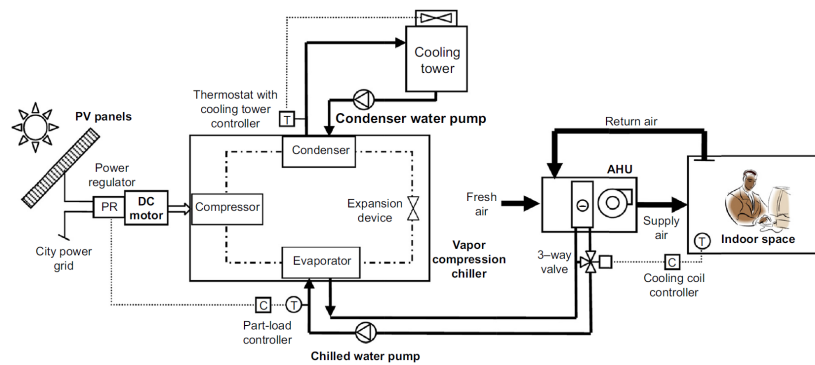 Cooling
tower
Thermostat with
cooling tower
controller
T
Condenser water pump
PV panels
Power
regulator
PR
DC
motor
City power
grid
Condenser
Compressor
Expansion
device
Evaporator
Vapor
compression
chiller
C
T
Part-load
controller
Chilled water pump
Return air
AHU
Fresh
air
Supply
air
Indoor space
T
3–way
valve
C
Cooling coil
controller